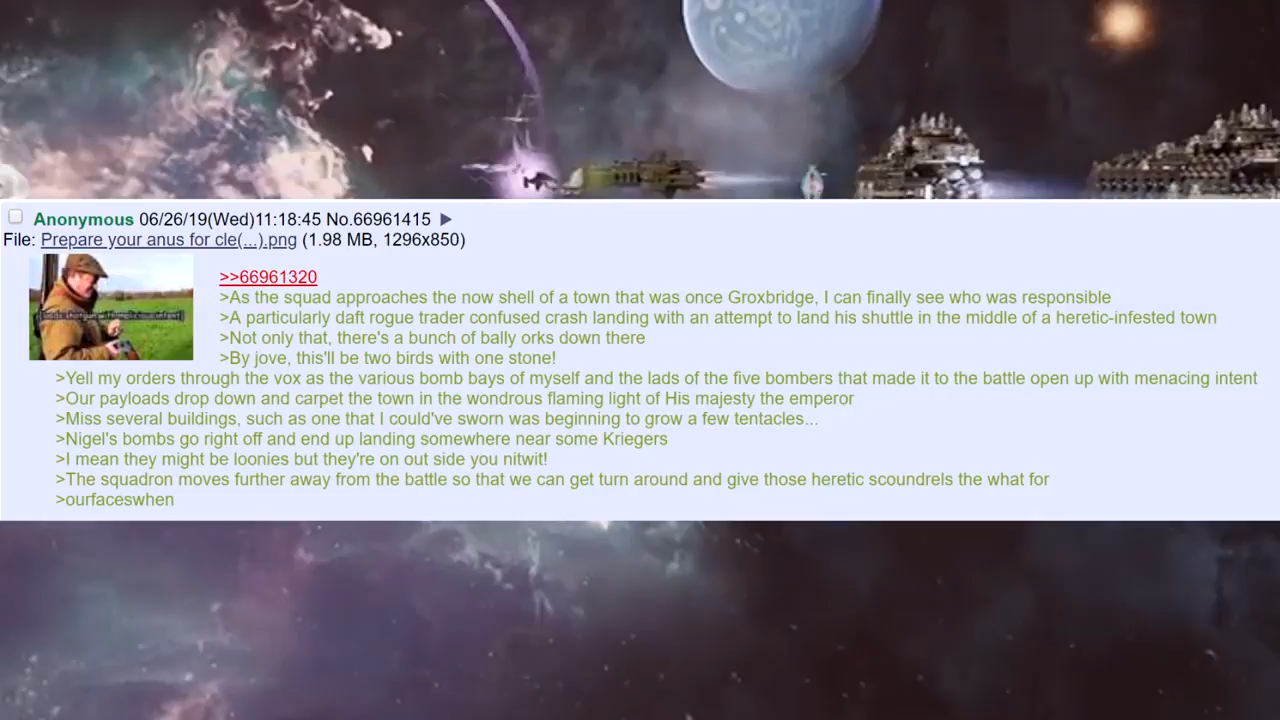 Anonymous 06/26/19(Wed)11:18:45 No.66961415 ▶
File: Prepare your anus for cle(...).png (1.98 MB, 1296x850)
[loads shotgun with malicious intent]
>>66961320
>As the squad approaches the now shell of a town that was once Groxbridge, I can finally see who was responsible
>A particularly daft rogue trader confused crash landing with an attempt to land his shuttle in the middle of a heretic-infested town
>Not only that, there's a bunch of bally orks down there
>By jove, this'll be two birds with one stone!
>Yell my orders through the vox as the various bomb bays of myself and the lads of the five bombers that made it to the battle open up with menacing intent
>Our payloads drop down and carpet the town in the wondrous flaming light of His majesty the emperor
>Miss several buildings, such as one that I could've sworn was beginning to grow a few tentacles...
>Nigel's bombs go right off and end up landing somewhere near some Kriegers
>I mean they might be loonies but they're on out side you nitwit!
>The squadron moves further away from the battle so that we can get turn around and give those heretic scoundrels the what for
>ourfaceswhen